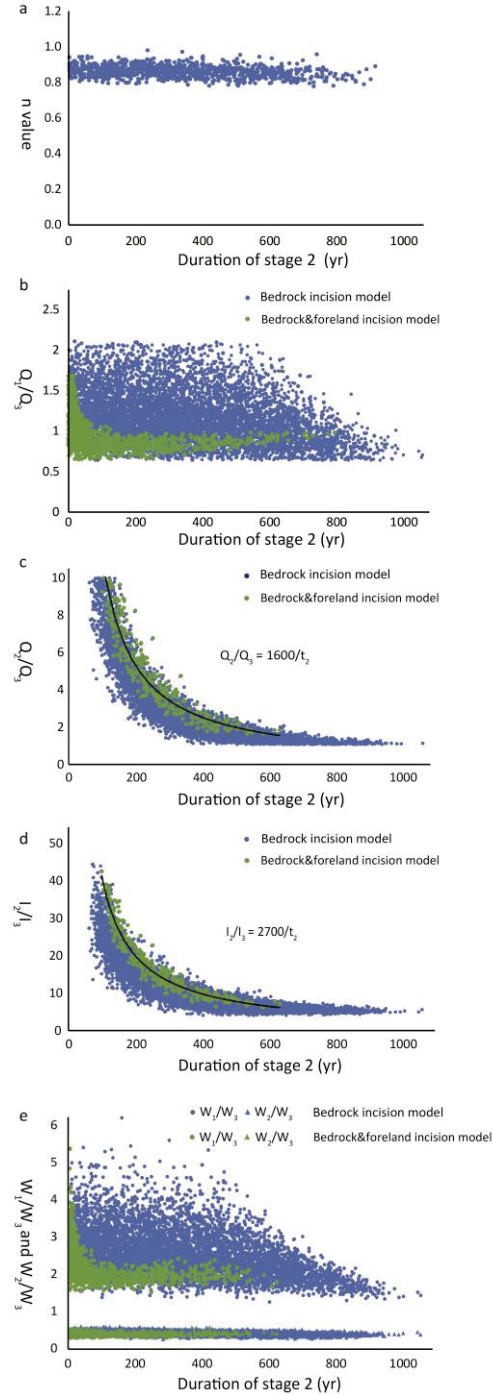 a
1.2
1.0
0.8
0.6
0.4
0.2
0.0
n value
0 200 400 600 800 1000
Duration of stage 2 (yr)
b
2.5
2
1.5
1
0.5
0
Q₁/Q₃
Bedrock incision model
Bedrock&foreland incision model
0 200 400 600 800 1000
Duration of stage 2 (yr)
c
10
8
6
4
2
0
Q₂/Q₃
Bedrock incision model
Bedrock&foreland incision model
Q₂/Q₃ = 1600/t₂
0 200 400 600 800 1000
Duration of stage 2 (yr)
d
50
40
30
20
10
0
I₂/I₃
Bedrock incision model
Bedrock&foreland incision model
I₂/I₃ = 2700/t₂
0 200 400 600 800 1000
Duration of stage 2 (yr)
e
W₁/W₃ W₂/W₃ Bedrock incision model
W₁/W₃ W₂/W₃ Bedrock&foreland incision model
6
5
4
3
2
1
0
W₁/W₃ and W₂/W₃
0 200 400 600 800 1000
Duration of stage 2 (yr)